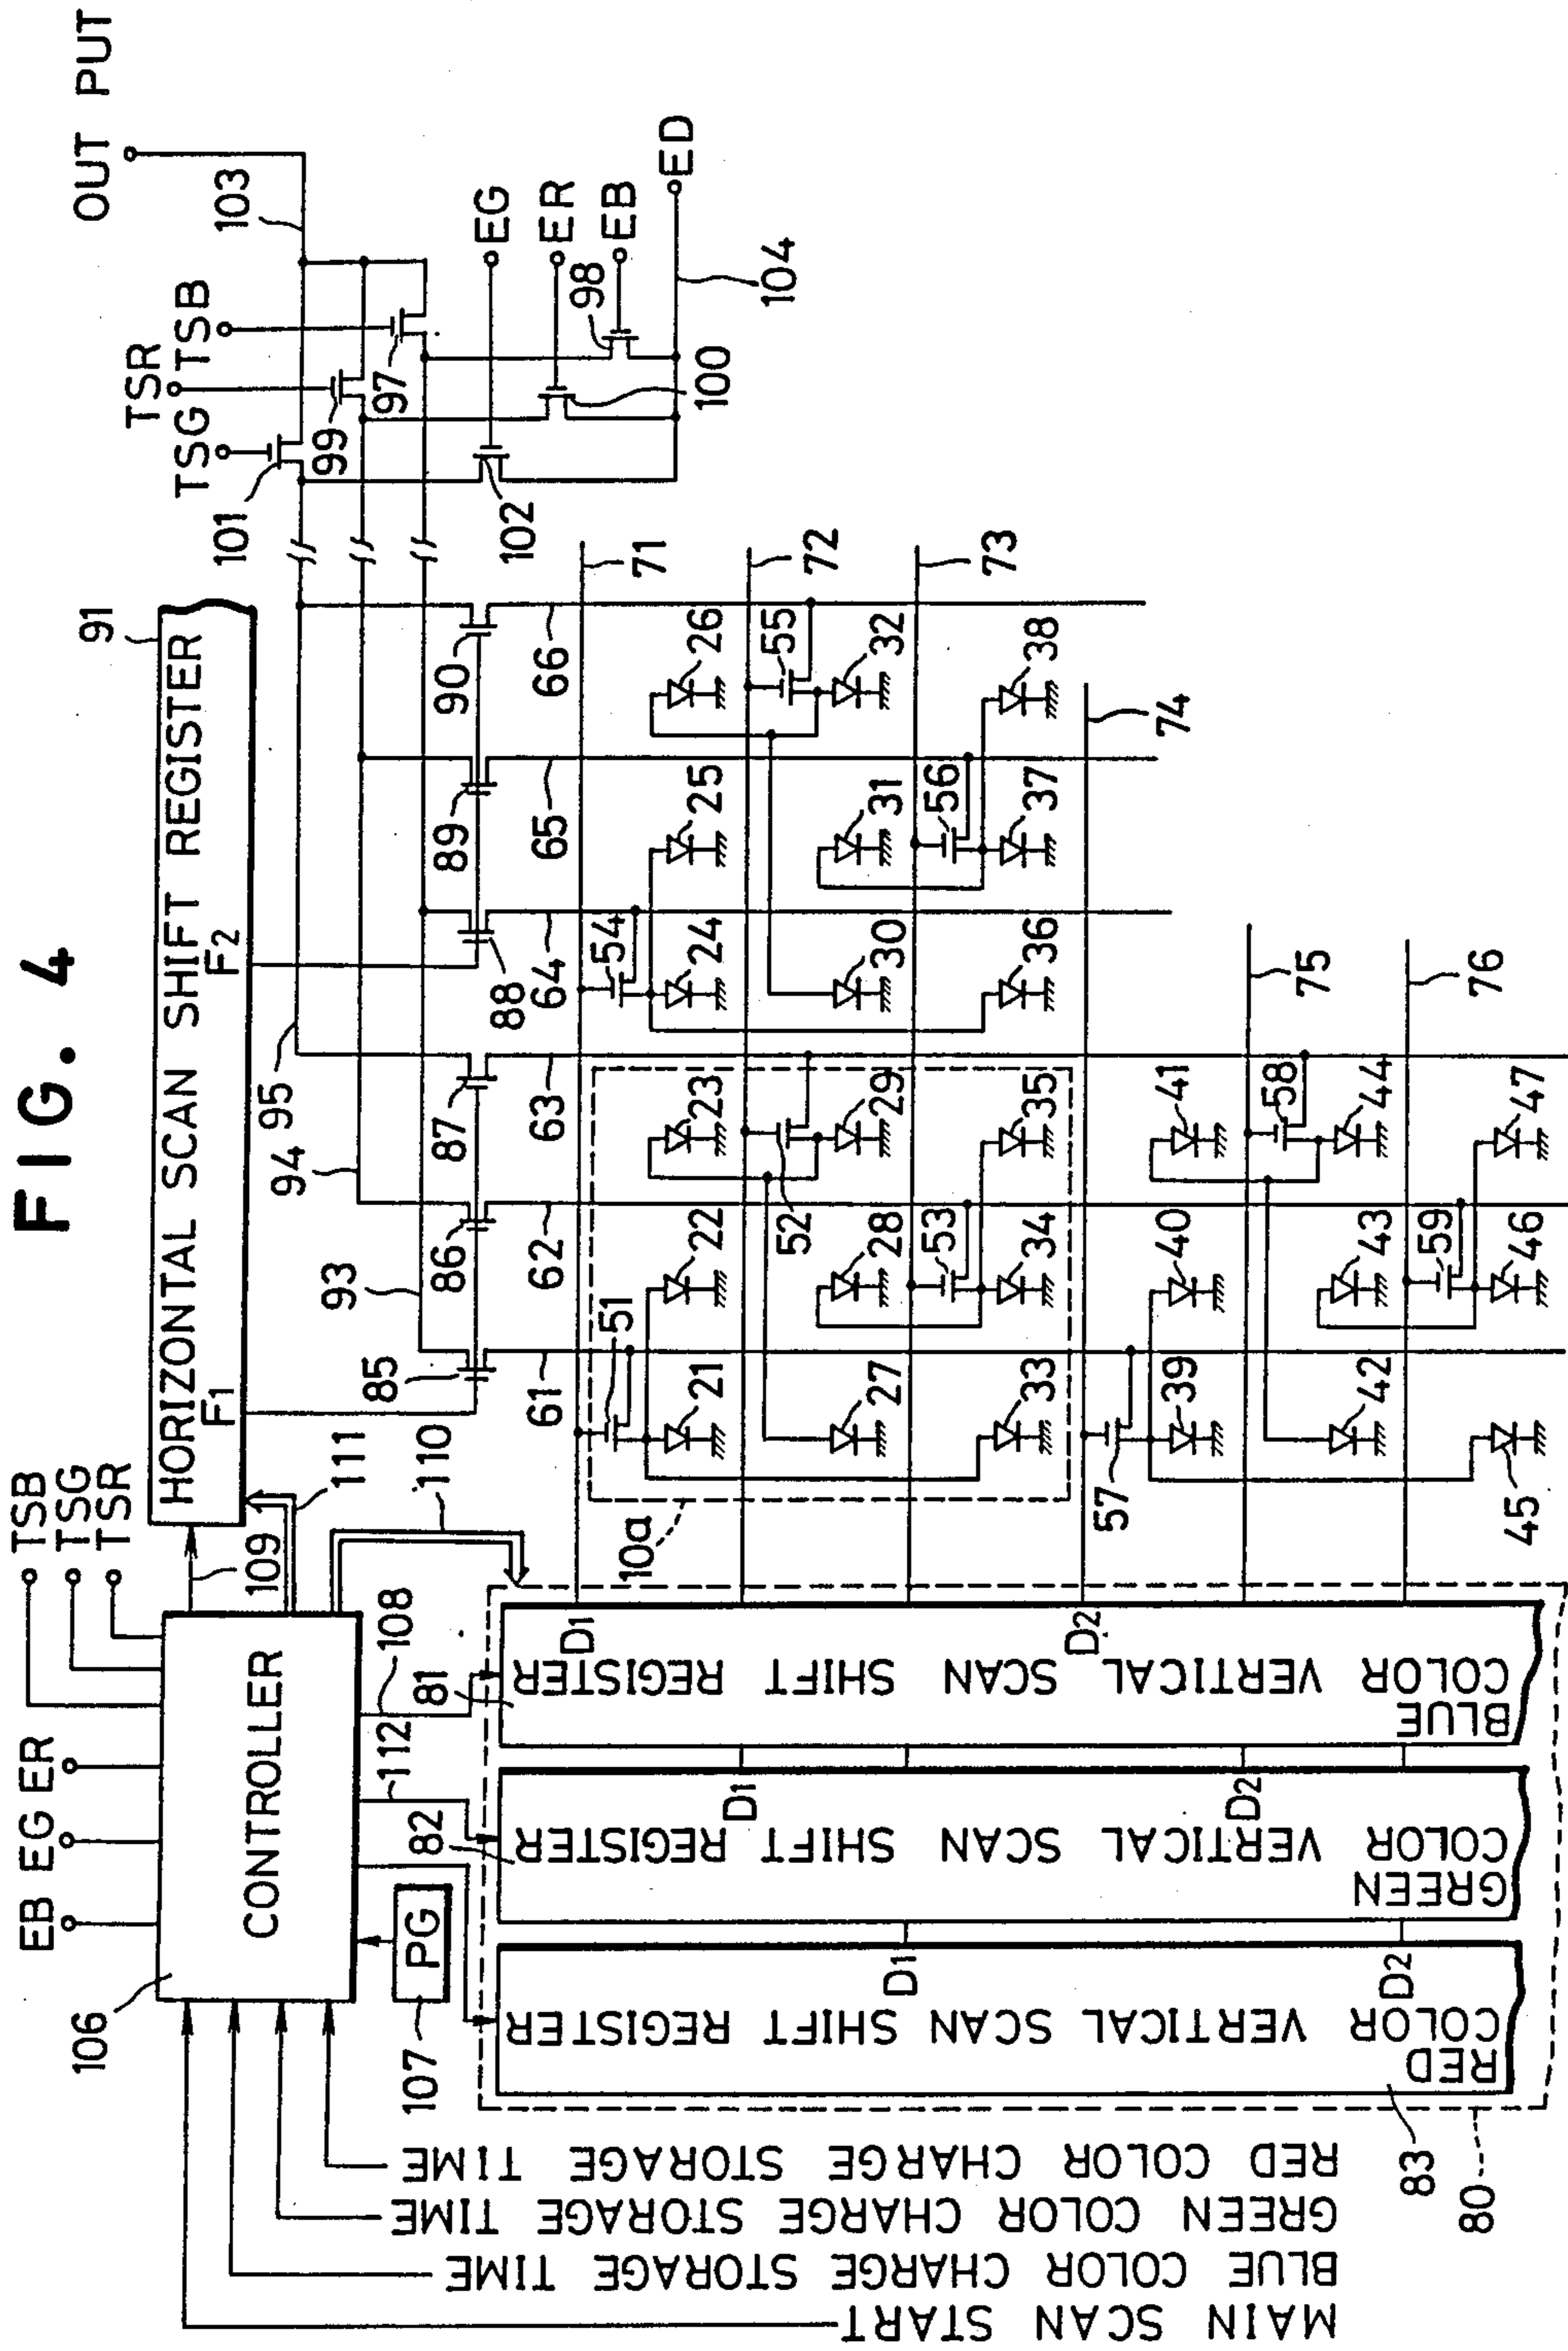 FIG. 4
OUT PUT
103
TSR
TSG
TSB
101
99
97
EG
ER
EB
98
ED
100
102
104
91
HORIZONTAL SCAN SHIFT REGISTER
F1
F2
95
94
93
85
86
87
88
89
90
61
62
63
64
65
66
71
72
73
74
75
76
51
52
53
54
55
56
57
58
59
21
22
23
24
25
26
27
28
29
30
31
32
33
34
35
36
37
38
39
40
41
42
43
44
45
46
47
10a
TSB
TSG
TSR
EB
EG
ER
106
CONTROLLER
107
PG
108
109
110
111
112
81
BLUE
COLOR VERTICAL SCAN SHIFT REGISTER
D1
D2
82
GREEN
COLOR VERTICAL SCAN SHIFT REGISTER
D1
D2
83
RED
COLOR VERTICAL SCAN SHIFT REGISTER
D1
D2
80
RED COLOR CHARGE STORAGE TIME
GREEN COLOR CHARGE STORAGE TIME
BLUE COLOR CHARGE STORAGE TIME
MAIN SCAN START